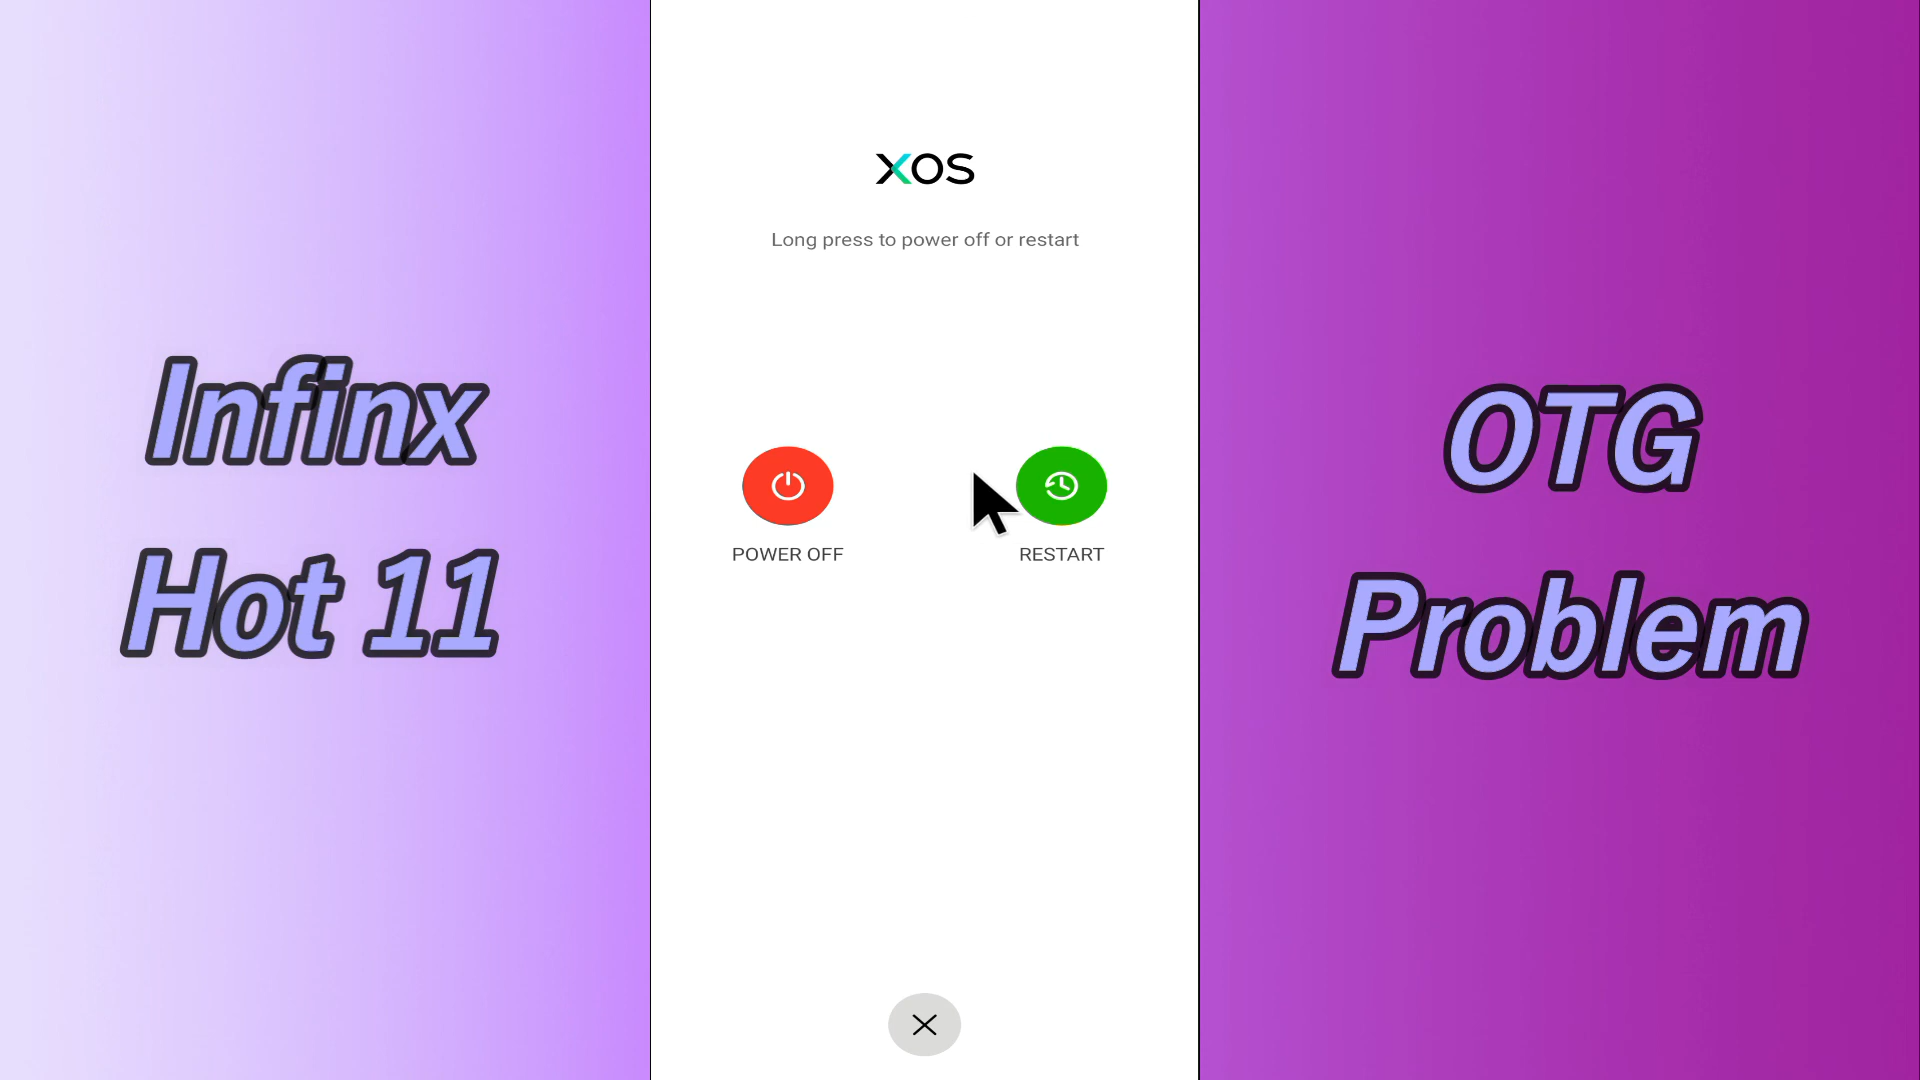 Infinx
Hot 11
XOS
Long press to power off or restart
POWER OFF
RESTART
OTG
Problem